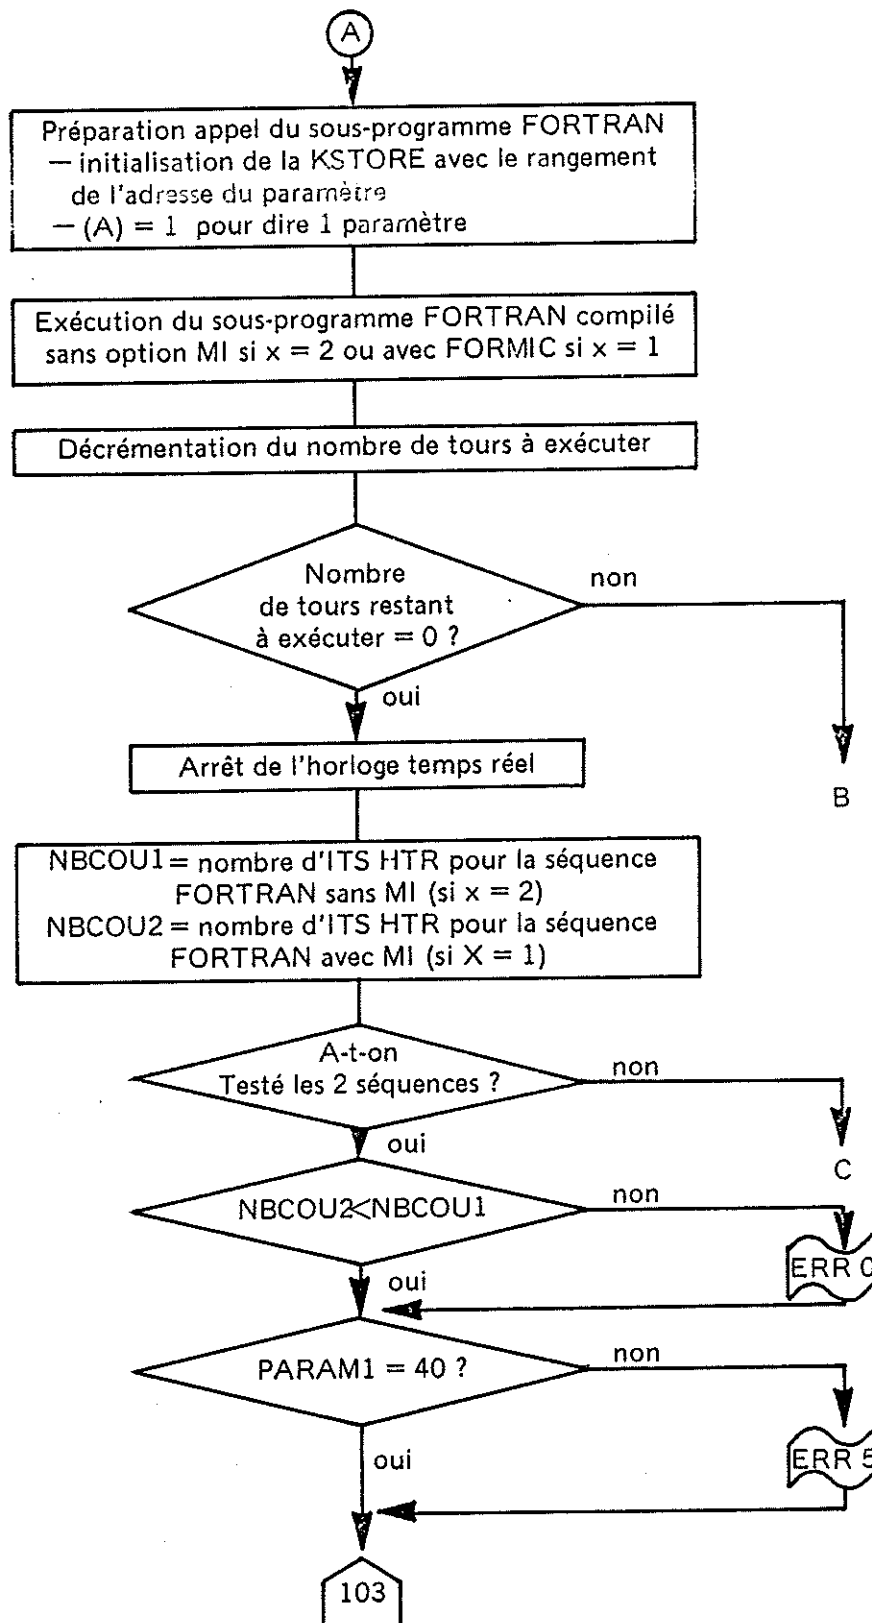 A
Préparation appel du sous-programme FORTRAN
— initialisation de la KSTORE avec le rangement
de l'adresse du paramètre
— (A) = 1 pour dire 1 paramètre
Exécution du sous-programme FORTRAN compilé
sans option MI si x = 2 ou avec FORMIC si x = 1
Décrémentation du nombre de tours à exécuter
Nombre
de tours restant
à exécuter = 0 ?
non
oui
Arrêt de l'horloge temps réel
B
NBCOU1 = nombre d'ITS HTR pour la séquence
FORTRAN sans MI (si x = 2)
NBCOU2 = nombre d'ITS HTR pour la séquence
FORTRAN avec MI (si X = 1)
A-t-on
Testé les 2 séquences ?
non
oui
C
NBCOU2<NBCOU1
non
ERR 0
oui
PARAM1 = 40 ?
non
ERR 5
oui
103